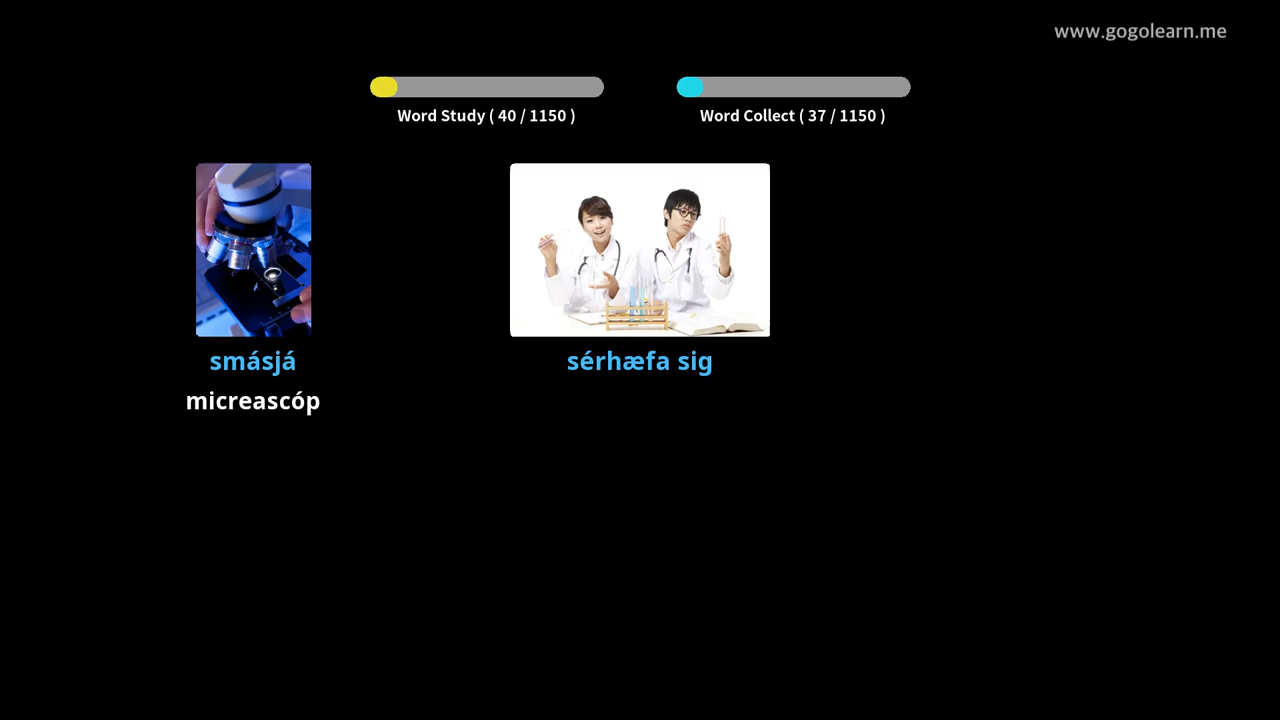 www.gogolearn.me
Word Study ( 40 / 1150 )
Word Collect ( 37 / 1150 )
smásjá
micreascóp
sérhæfa sig